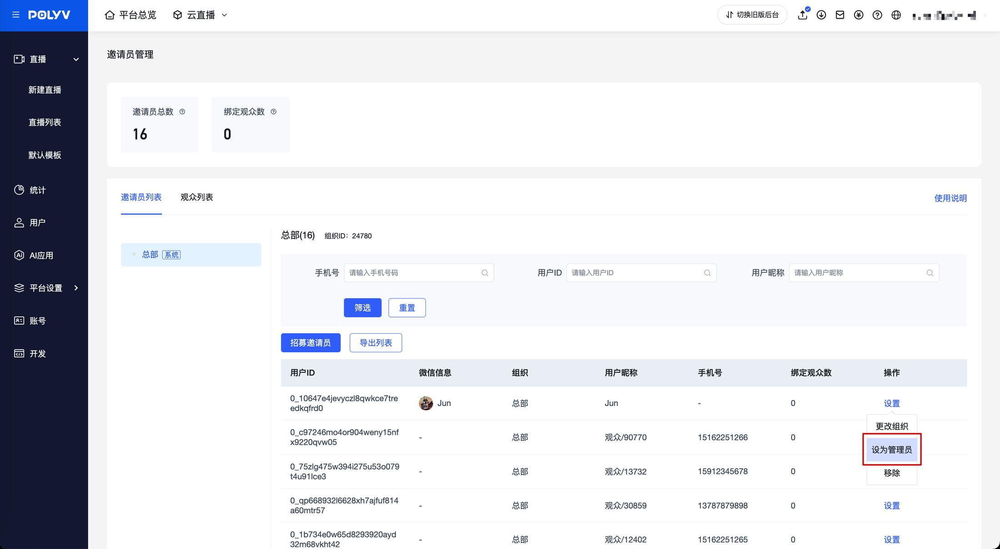 POLYV
平台总览
云直播
切换旧版后台
直播
新建直播
直播列表
默认模板
统计
用户
AI应用
平台设置
账号
开发
邀请员管理
邀请员总数
16
绑定观众数
0
邀请员列表
观众列表
使用说明
总部 系统
总部(16) 组织ID：24780
手机号 请输入手机号码
用户ID 请输入用户ID
用户昵称 请输入用户昵称
筛选
重置
招募邀请员
导出列表
用户ID 微信信息 组织 用户昵称 手机号 绑定观众数 操作
0_10647e4jevyczl8qwkce7tre
edkqfrd0
Jun 总部 Jun - 0 设置
0_c97246mo4or904weny15nf
x9220qvw05
- 总部 观众/90770 15162251266 0
0_75zlg475w394i275u53o079
t4u91lce3
- 总部 观众/13732 15912345678 0
更改组织
设为管理员
移除
0_qp668932l6628xh7ajfuf814
a60mtr57
- 总部 观众/30859 13787879898 0 设置
0_1b734e0w65d8293920ayd
32m68vkht42
- 总部 观众/12402 15162251265 0 设置